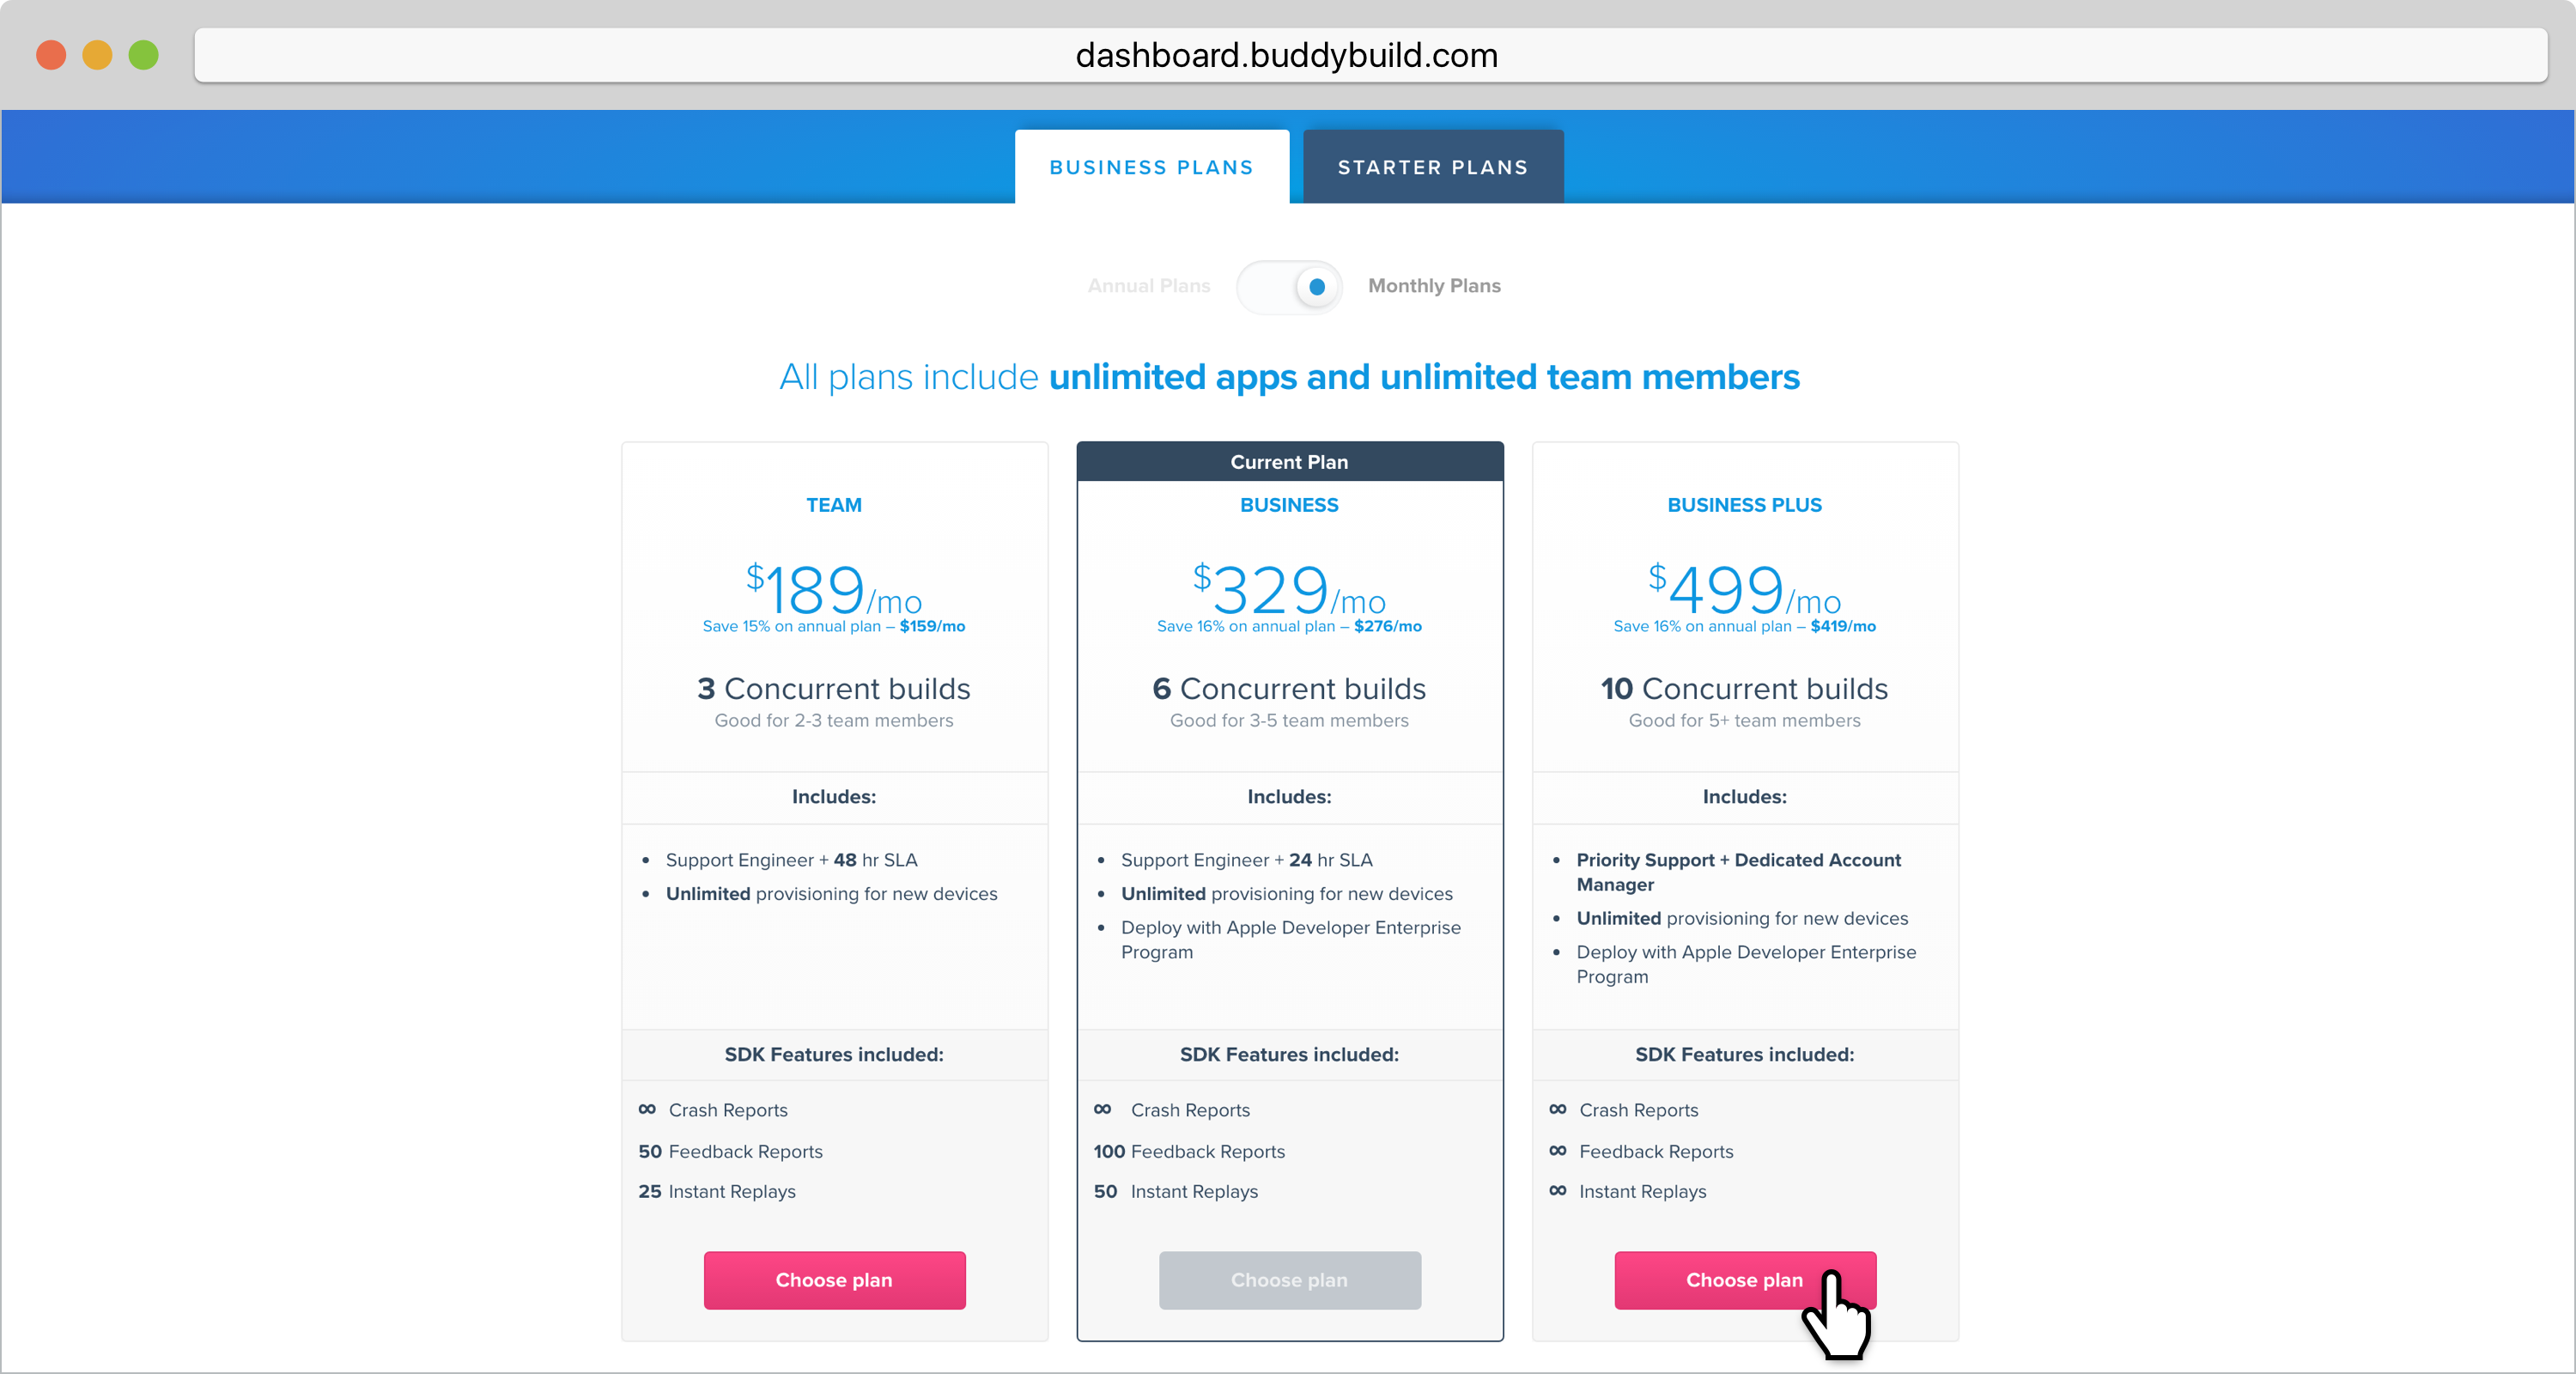 dashboard.buddybuild.com
BUSINESS PLANS
STARTER PLANS
Annual Plans
Monthly Plans
All plans include unlimited apps and unlimited team members
TEAM
$189/mo
Save 15% on annual plan – $159/mo
3 Concurrent builds
Good for 2-3 team members
Includes:
• Support Engineer + 48 hr SLA
• Unlimited provisioning for new devices
SDK Features included:
∞ Crash Reports
50 Feedback Reports
25 Instant Replays
Choose plan
Current Plan
BUSINESS
$329/mo
Save 16% on annual plan – $276/mo
6 Concurrent builds
Good for 3-5 team members
Includes:
• Support Engineer + 24 hr SLA
• Unlimited provisioning for new devices
• Deploy with Apple Developer Enterprise
Program
SDK Features included:
∞ Crash Reports
100 Feedback Reports
50 Instant Replays
Choose plan
BUSINESS PLUS
$499/mo
Save 16% on annual plan – $419/mo
10 Concurrent builds
Good for 5+ team members
Includes:
• Priority Support + Dedicated Account
Manager
• Unlimited provisioning for new devices
• Deploy with Apple Developer Enterprise
Program
SDK Features included:
∞ Crash Reports
∞ Feedback Reports
∞ Instant Replays
Choose plan